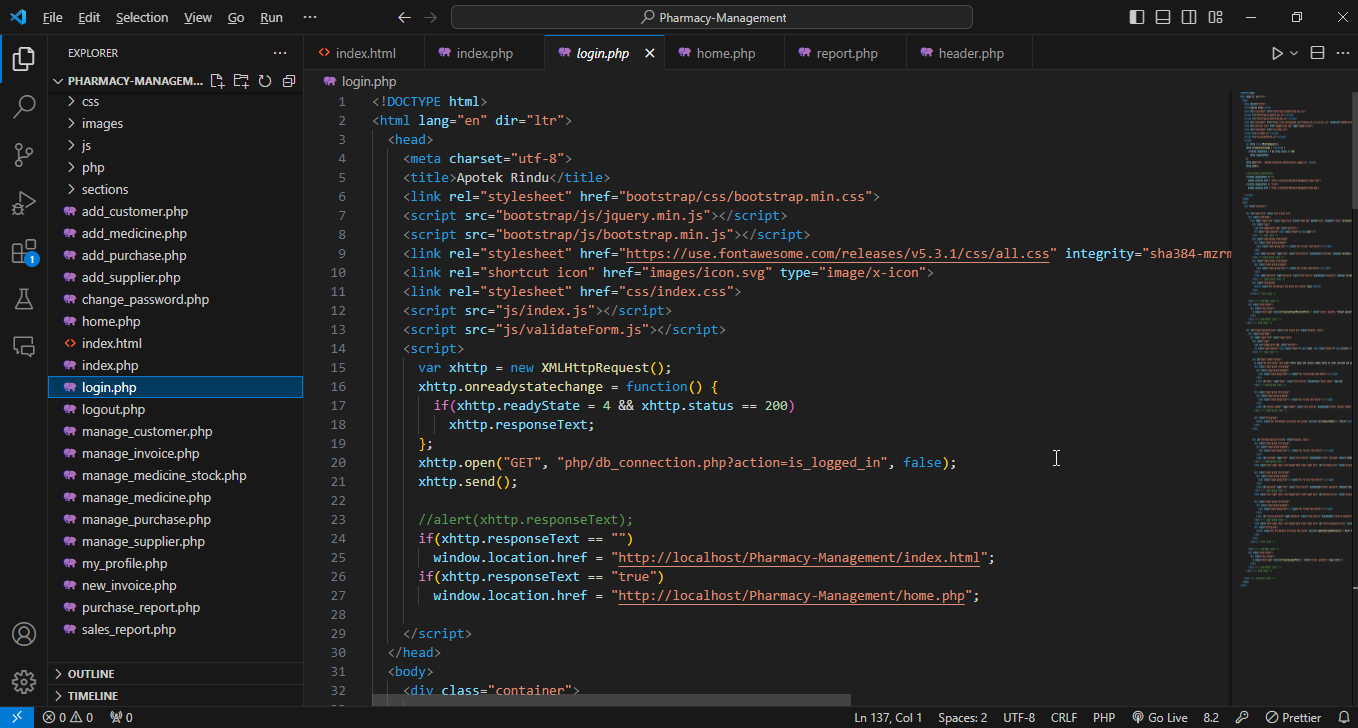 File Edit Selection View Go Run ··· Pharmacy-Management
EXPLORER ···
PHARMACY-MANAGEM...
css
images
js
php
sections
add_customer.php
add_medicine.php
add_purchase.php
add_supplier.php
change_password.php
home.php
index.html
index.php
login.php
logout.php
manage_customer.php
manage_invoice.php
manage_medicine_stock.php
manage_medicine.php
manage_purchase.php
manage_supplier.php
my_profile.php
new_invoice.php
purchase_report.php
sales_report.php
OUTLINE
TIMELINE
1
index.html index.php login.php home.php report.php header.php
login.php
1 <!DOCTYPE html>
2 <html lang="en" dir="ltr">
3 <head>
4 <meta charset="utf-8">
5 <title>Apotek Rindu</title>
6 <link rel="stylesheet" href="bootstrap/css/bootstrap.min.css">
7 <script src="bootstrap/js/jquery.min.js"></script>
8 <script src="bootstrap/js/bootstrap.min.js"></script>
9 <link rel="stylesheet" href="https://use.fontawesome.com/releases/v5.3.1/css/all.css" integrity="sha384-mzrm
10 <link rel="shortcut icon" href="images/icon.svg" type="image/x-icon">
11 <link rel="stylesheet" href="css/index.css">
12 <script src="js/index.js"></script>
13 <script src="js/validateForm.js"></script>
14 <script>
15 var xhttp = new XMLHttpRequest();
16 xhttp.onreadystatechange = function() {
17 if(xhttp.readyState = 4 && xhttp.status == 200)
18 xhttp.responseText;
19 };
20 xhttp.open("GET", "php/db_connection.php?action=is_logged_in", false);
21 xhttp.send();
22
23 //alert(xhttp.responseText);
24 if(xhttp.responseText == "")
25 window.location.href = "http://localhost/Pharmacy-Management/index.html";
26 if(xhttp.responseText == "true")
27 window.location.href = "http://localhost/Pharmacy-Management/home.php";
28
29 </script>
30 </head>
31 <body>
32 <div class="container">
0 0 0 Ln 137, Col 1 Spaces: 2 UTF-8 CRLF PHP Go Live 8.2 Prettier